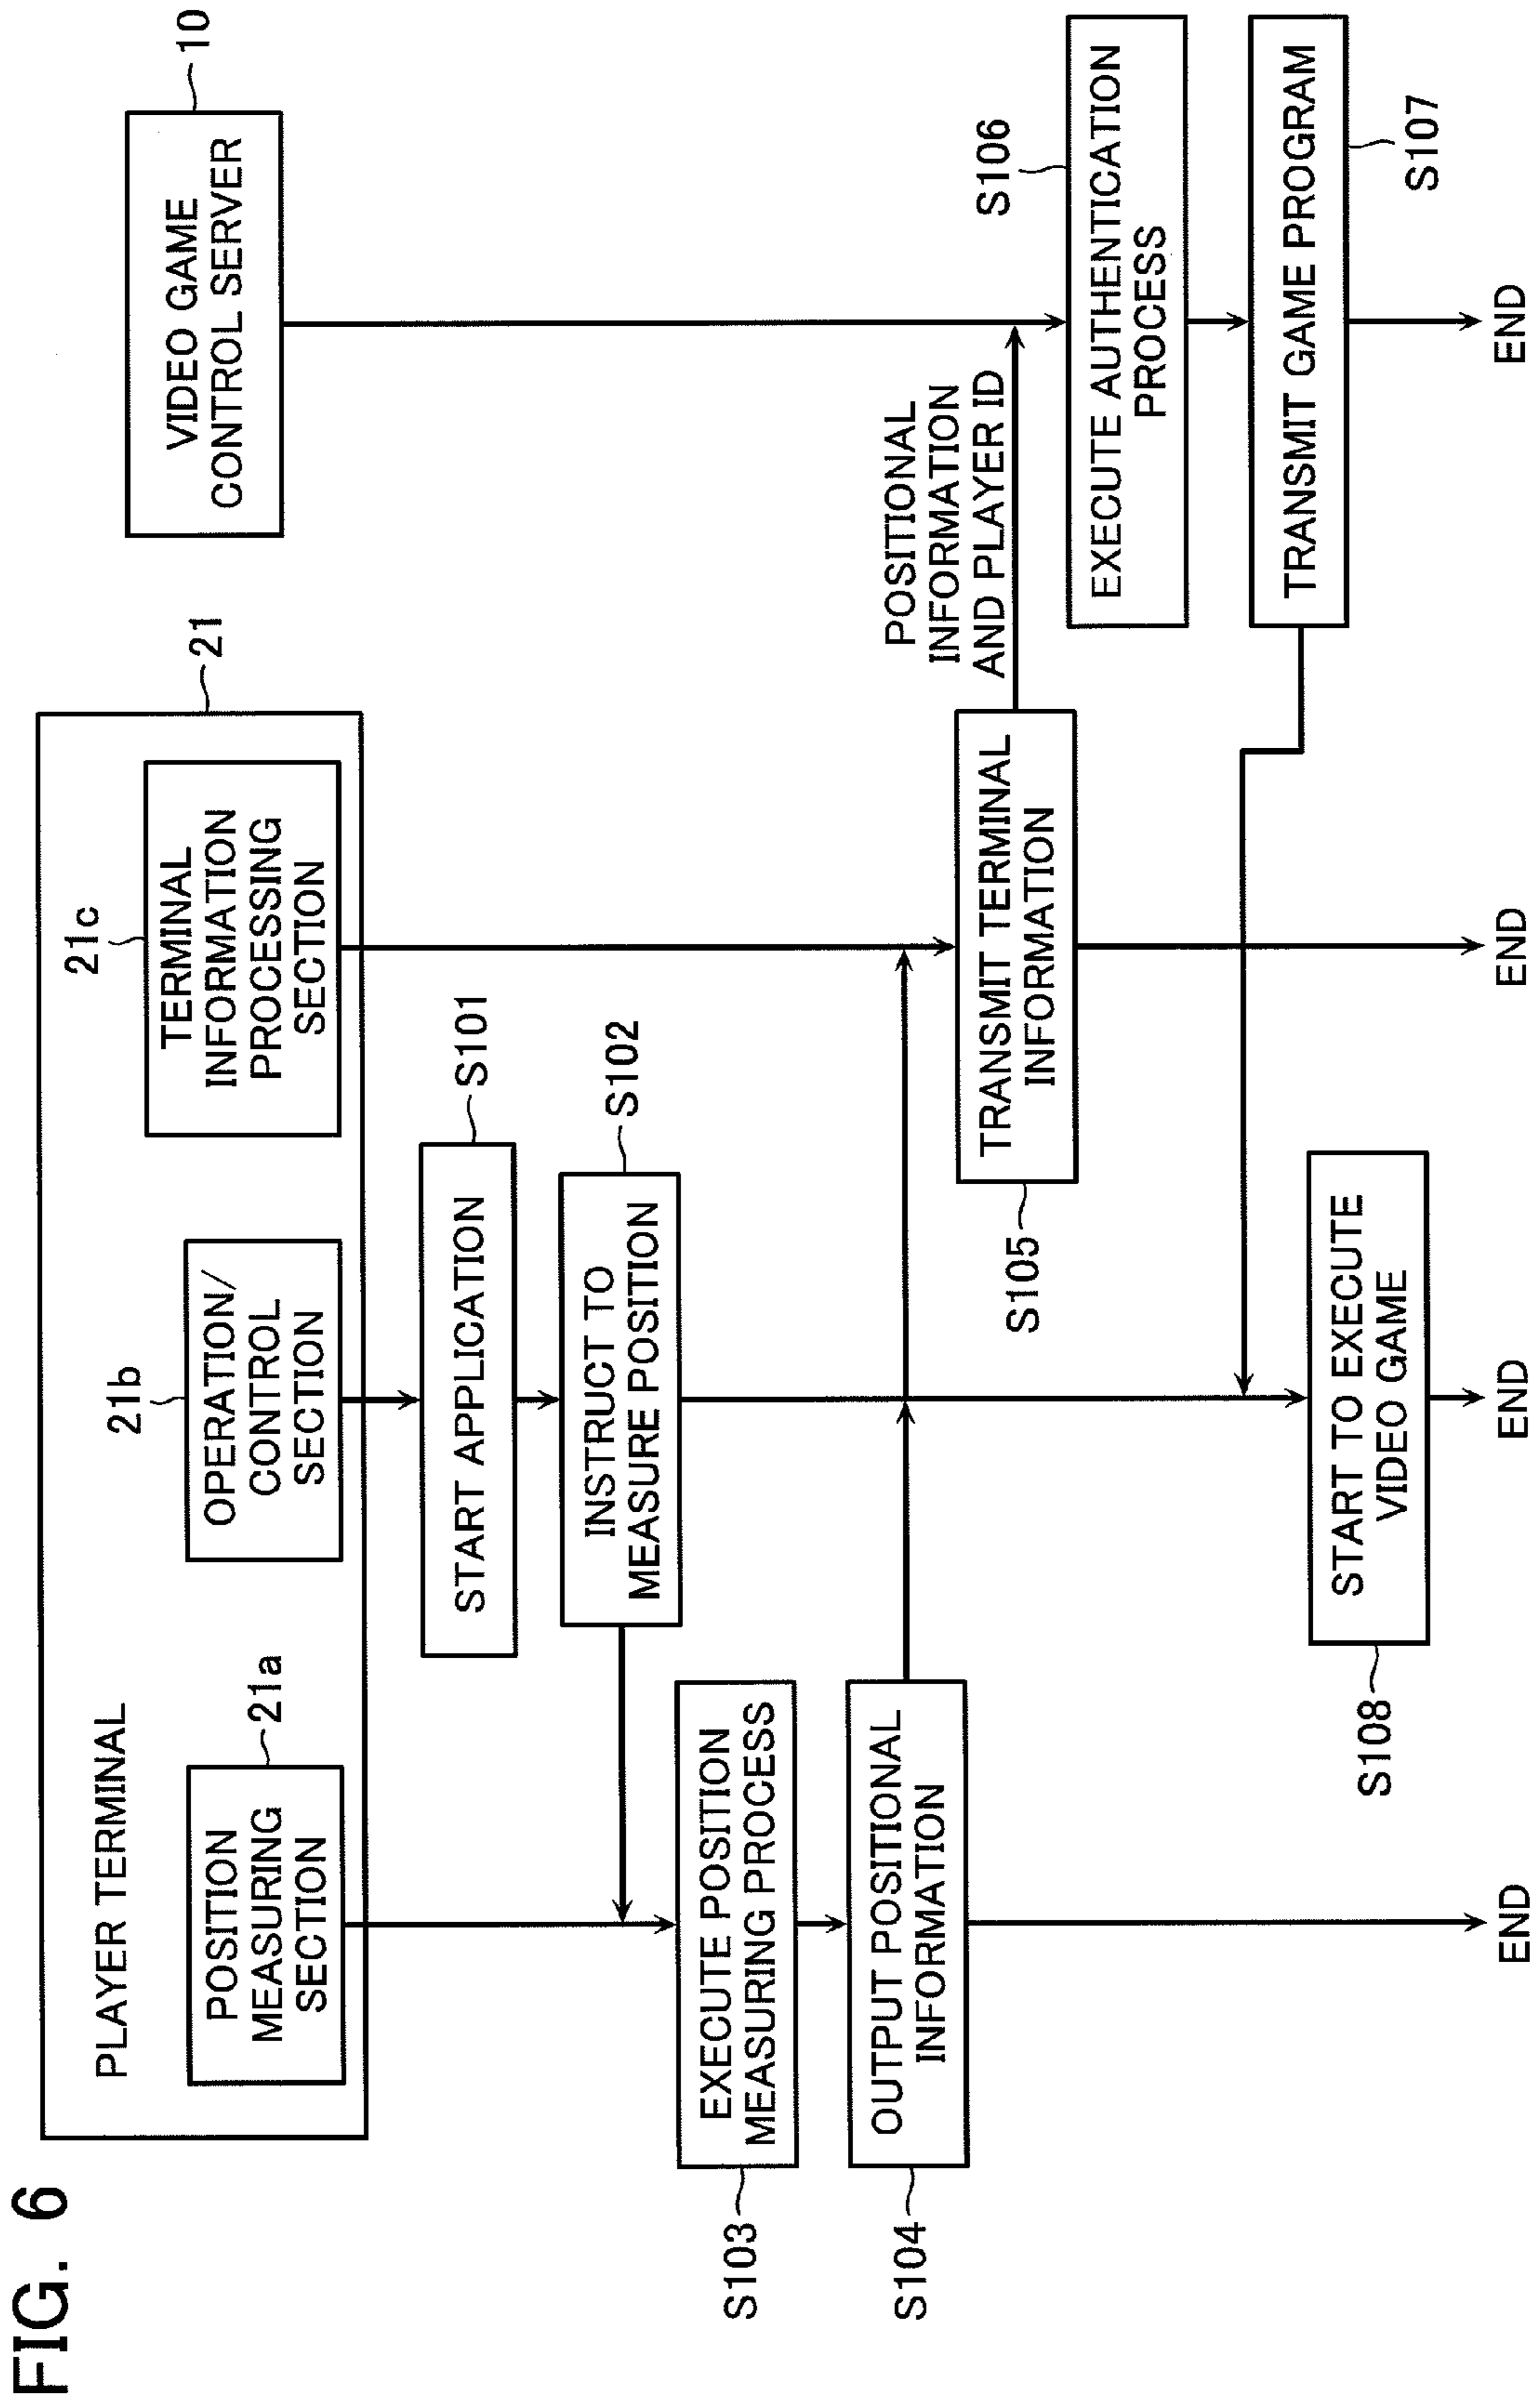 FIG. 6
PLAYER TERMINAL
21
POSITION
MEASURING
SECTION
21a
OPERATION/
CONTROL
SECTION
21b
TERMINAL
INFORMATION
PROCESSING
SECTION
21c
VIDEO GAME
CONTROL SERVER
10
START APPLICATION
S101
INSTRUCT TO
MEASURE POSITION
S102
EXECUTE POSITION
MEASURING PROCESS
S103
OUTPUT POSITIONAL
INFORMATION
S104
TRANSMIT TERMINAL
INFORMATION
S105
POSITIONAL
INFORMATION
AND PLAYER ID
EXECUTE AUTHENTICATION
PROCESS
S106
TRANSMIT GAME PROGRAM
S107
START TO EXECUTE
VIDEO GAME
S108
END
END
END
END